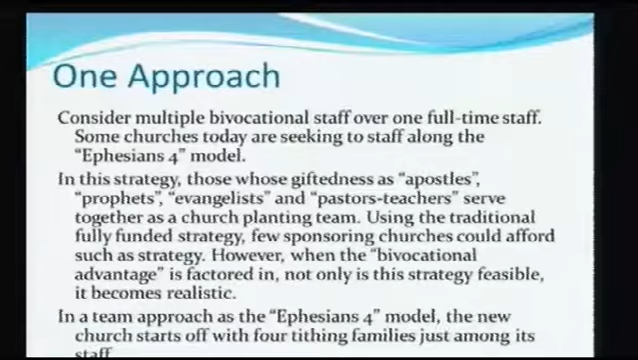 One Approach
Consider multiple bivocational staff over one full-time staff.
Some churches today are seeking to staff along the
“Ephesians 4” model.
In this strategy, those whose giftedness as “apostles”,
“prophets”, “evangelists” and “pastors-teachers” serve
together as a church planting team. Using the traditional
fully funded strategy, few sponsoring churches could afford
such as strategy. However, when the “bivocational
advantage” is factored in, not only is this strategy feasible,
it becomes realistic.
In a team approach as the “Ephesians 4” model, the new
church starts off with four tithing families just among its
staff